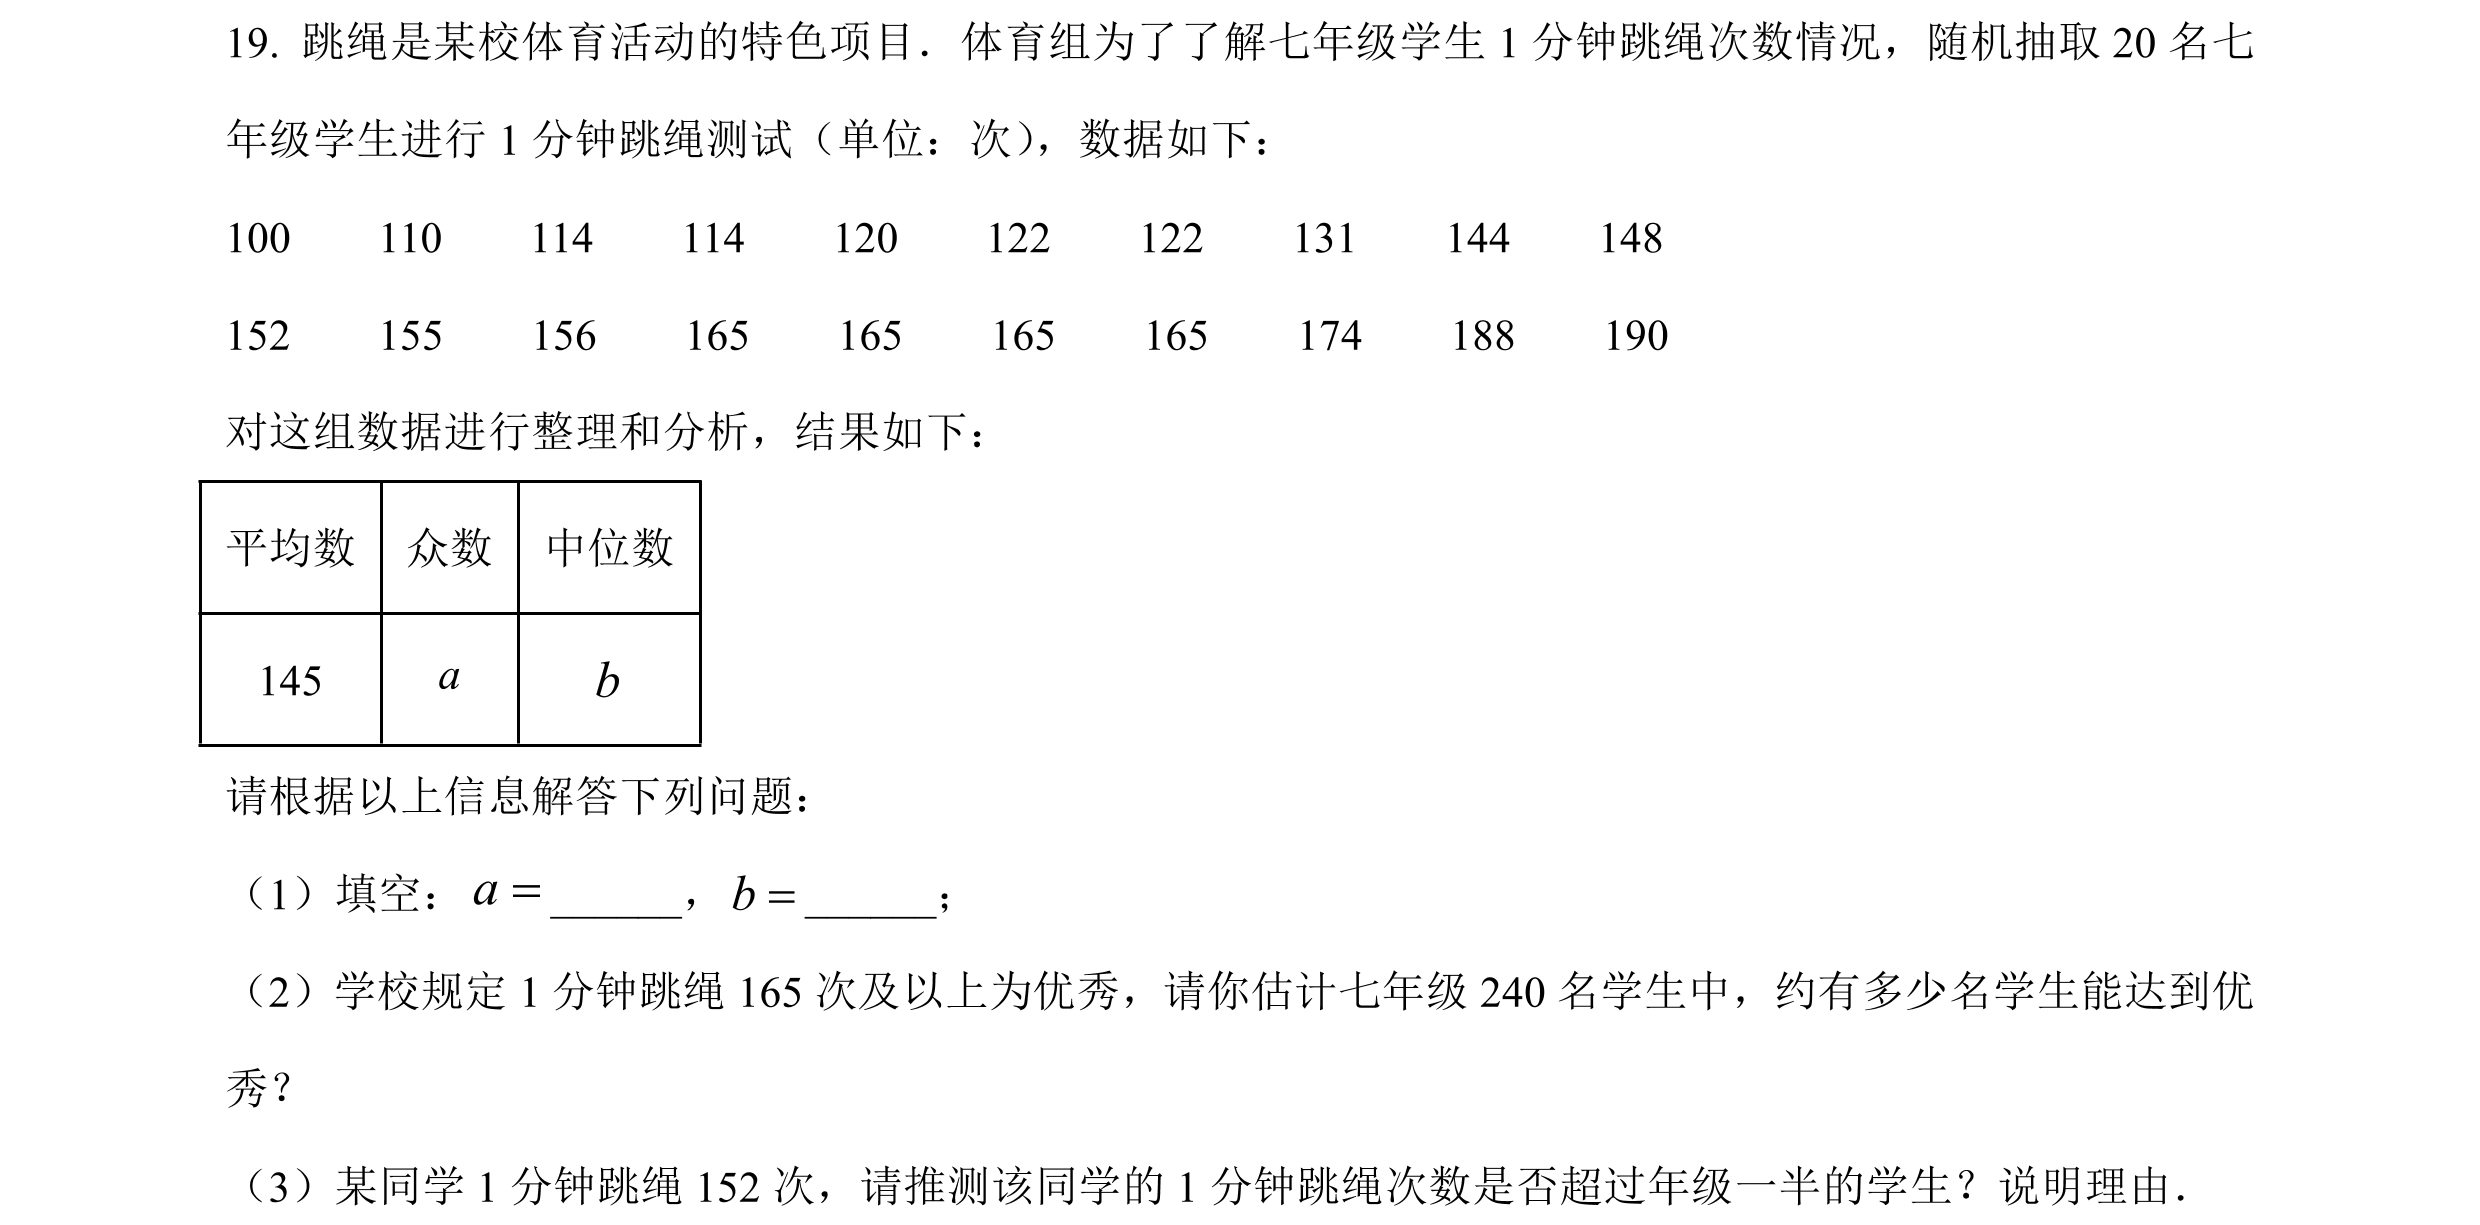 19. 跳绳是某校体育活动的特色项目．体育组为了了解七年级学生 1 分钟跳绳次数情况，随机抽取 20 名七
年级学生进行 1 分钟跳绳测试（单位：次），数据如下：
100 110 114 114 120 122 122 131 144 148
152 155 156 165 165 165 165 174 188 190
对这组数据进行整理和分析，结果如下：
平均数 众数 中位数
145 a b
请根据以上信息解答下列问题：
（1）填空：a = ______，b = ______；
（2）学校规定 1 分钟跳绳 165 次及以上为优秀，请你估计七年级 240 名学生中，约有多少名学生能达到优
秀？
（3）某同学 1 分钟跳绳 152 次，请推测该同学的 1 分钟跳绳次数是否超过年级一半的学生？说明理由．